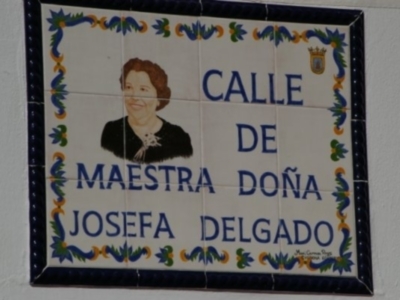 CALLE
DE
MAESTRA DOÑA
JOSEFA DELGADO